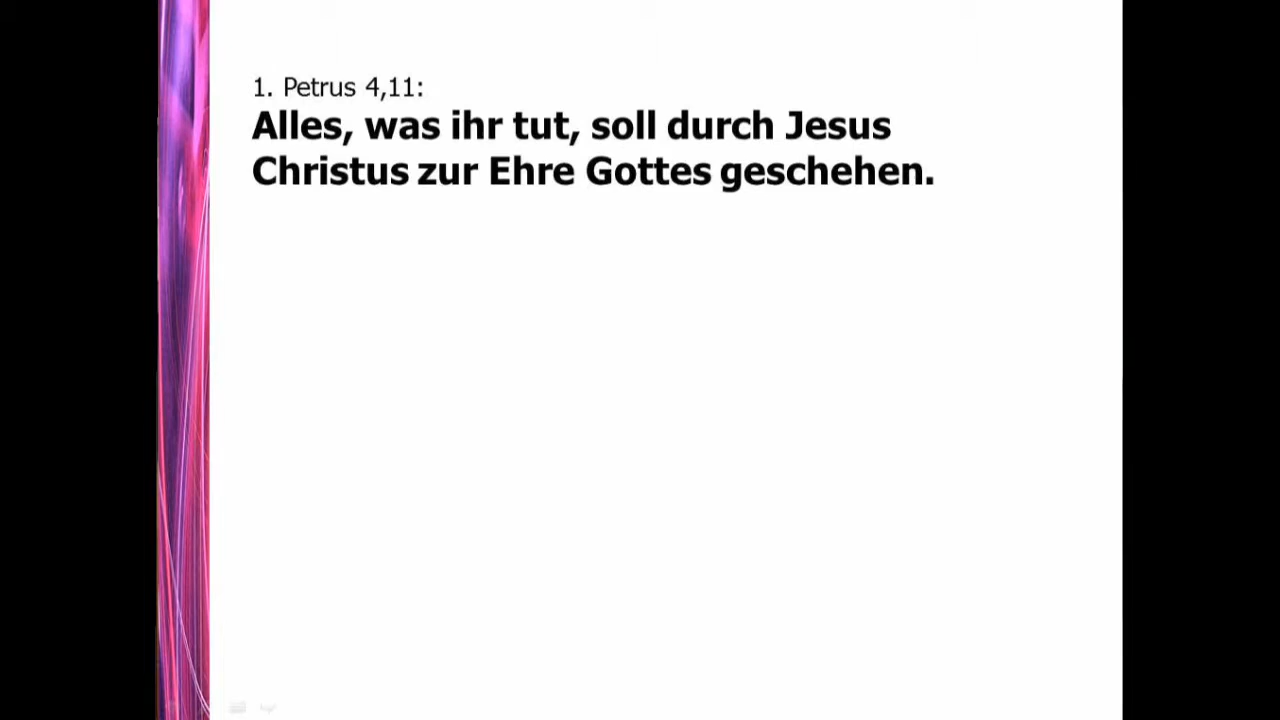 1. Petrus 4,11:
Alles, was ihr tut, soll durch Jesus
Christus zur Ehre Gottes geschehen.